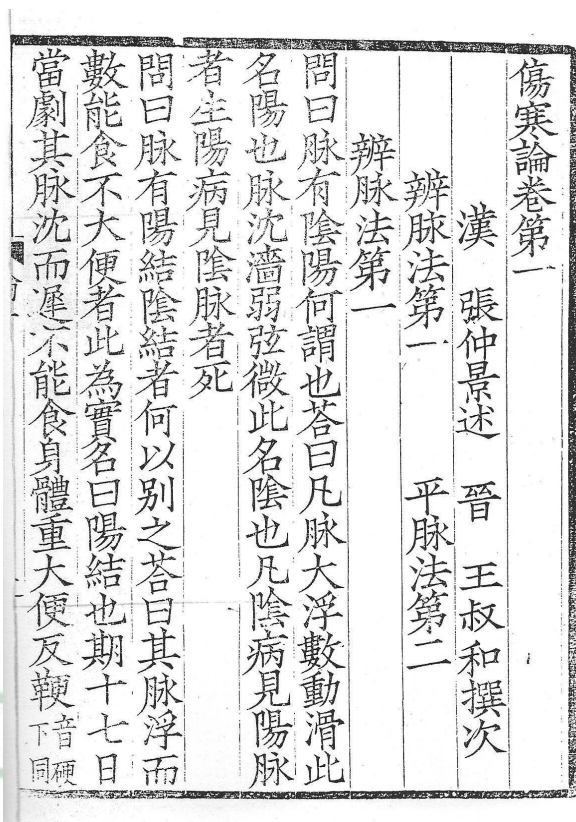 傷寒論卷第一
漢 張仲景述 晉 王叔和撰次
辨脉法第一 平脉法第二
辨脉法第一
問曰脉有陰陽何謂也荅曰凡脉大浮數動滑此
名陽也脉沈濇弱弦微此名陰也凡陰病見陽脉
者生陽病見陰脉者死
問曰脉有陽結陰結者何以别之荅曰其脉浮而
數能食不大便者此為實名曰陽結也期十七日
當劇其脉沈而遲不能食身體重大便反鞕音硬下同